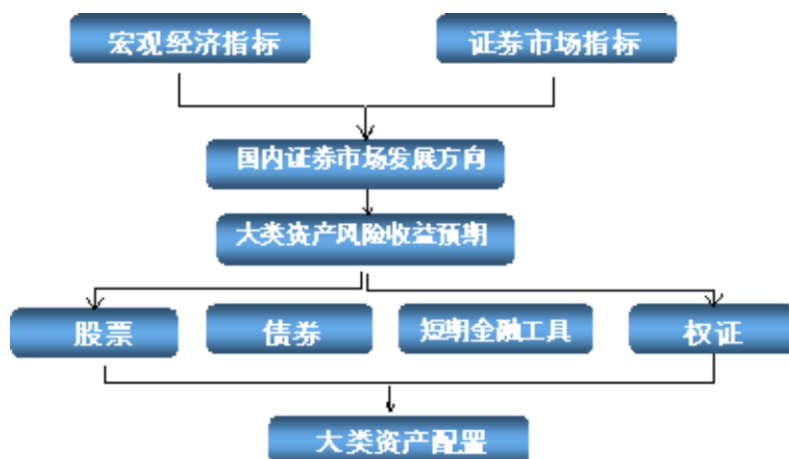 宏观经济指标
证券市场指标
国内证券市场发展方向
大类资产风险收益预期
股票
债券
短期金融工具
权证
大类资产配置